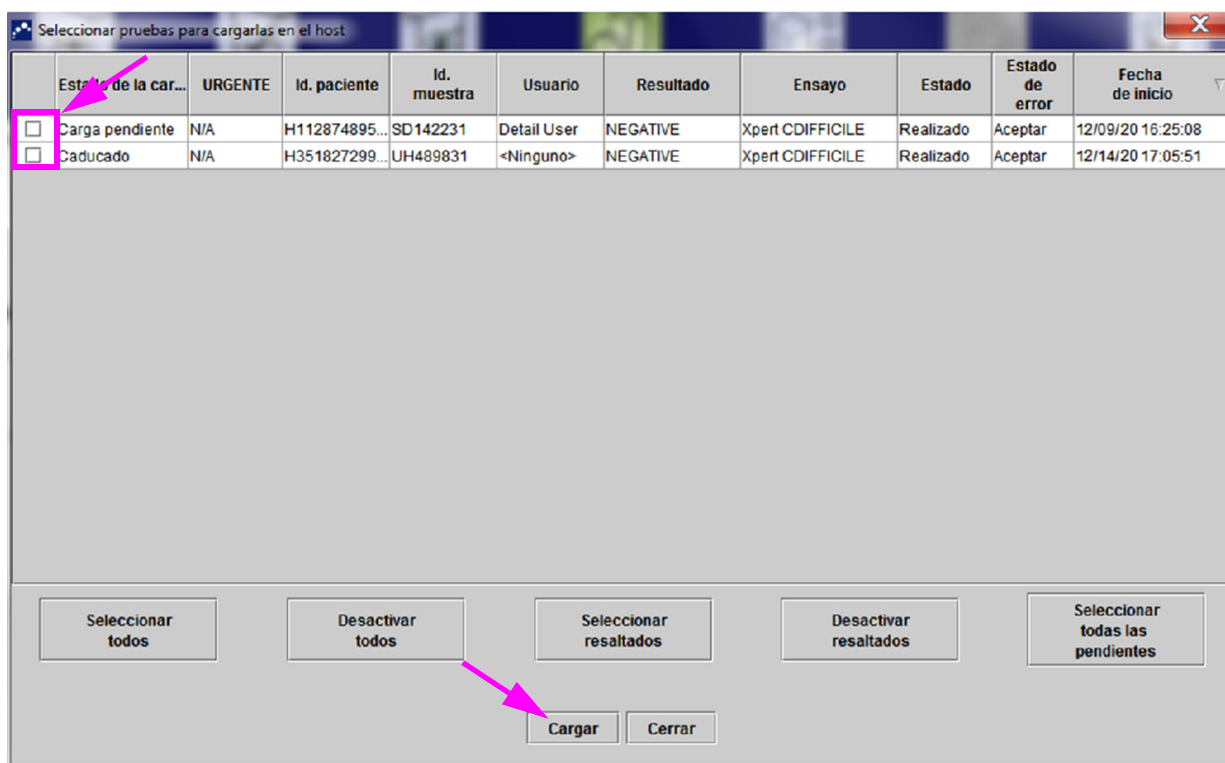 Seleccionar pruebas para cargarlas en el host
Estado de la car... URGENTE Id. paciente Id. muestra Usuario Resultado Ensayo Estado Estado de error Fecha de inicio
Carga pendiente N/A H112874895... SD142231 Detail User NEGATIVE Xpert CDIFFICILE Realizado Aceptar 12/09/20 16:25:08
Caducado N/A H351827299... UH489831 <Ninguno> NEGATIVE Xpert CDIFFICILE Realizado Aceptar 12/14/20 17:05:51
Seleccionar
todos
Desactivar
todos
Seleccionar
resaltados
Desactivar
resaltados
Seleccionar
todas las
pendientes
Cargar Cerrar